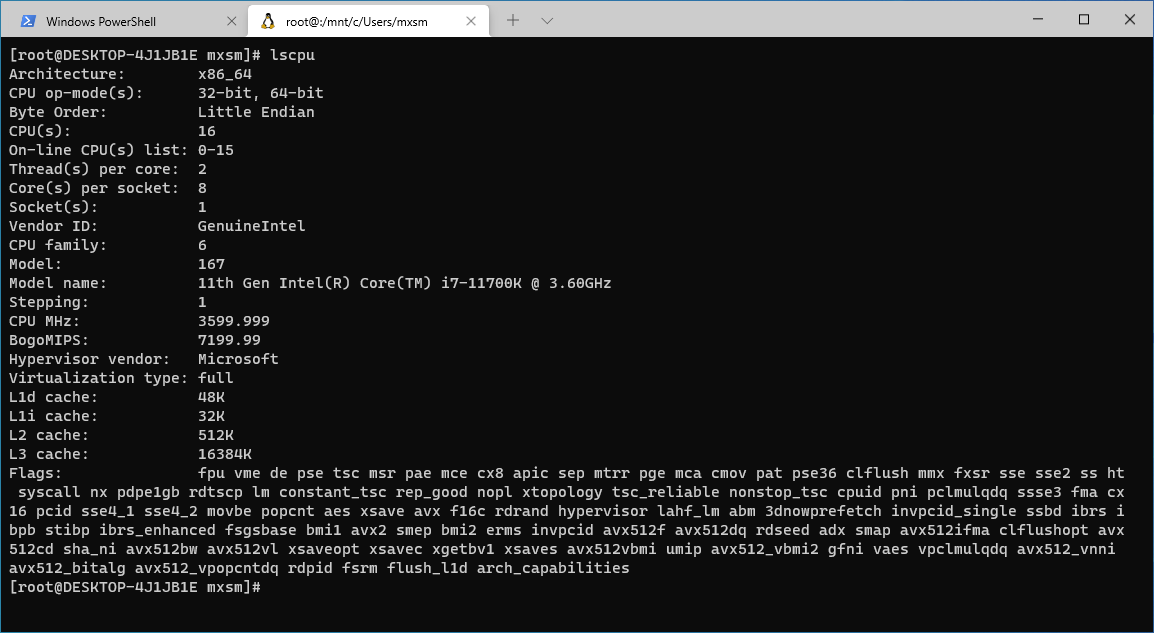 Windows PowerShell
root@:/mnt/c/Users/mxsm
[root@DESKTOP-4J1JB1E mxsm]# lscpu
Architecture:        x86_64
CPU op-mode(s):      32-bit, 64-bit
Byte Order:          Little Endian
CPU(s):              16
On-line CPU(s) list: 0-15
Thread(s) per core:  2
Core(s) per socket:  8
Socket(s):           1
Vendor ID:           GenuineIntel
CPU family:          6
Model:               167
Model name:          11th Gen Intel(R) Core(TM) i7-11700K @ 3.60GHz
Stepping:            1
CPU MHz:             3599.999
BogoMIPS:            7199.99
Hypervisor vendor:   Microsoft
Virtualization type: full
L1d cache:           48K
L1i cache:           32K
L2 cache:            512K
L3 cache:            16384K
Flags:               fpu vme de pse tsc msr pae mce cx8 apic sep mtrr pge mca cmov pat pse36 clflush mmx fxsr sse sse2 ss ht
 syscall nx pdpe1gb rdtscp lm constant_tsc rep_good nopl xtopology tsc_reliable nonstop_tsc cpuid pni pclmulqdq ssse3 fma cx
16 pcid sse4_1 sse4_2 movbe popcnt aes xsave avx f16c rdrand hypervisor lahf_lm abm 3dnowprefetch invpcid_single ssbd ibrs i
bpb stibp ibrs_enhanced fsgsbase bmi1 avx2 smep bmi2 erms invpcid avx512f avx512dq rdseed adx smap avx512ifma clflushopt avx
512cd sha_ni avx512bw avx512vl xsaveopt xsavec xgetbv1 xsaves avx512vbmi umip avx512_vbmi2 gfni vaes vpclmulqdq avx512_vnni
avx512_bitalg avx512_vpopcntdq rdpid fsrm flush_l1d arch_capabilities
[root@DESKTOP-4J1JB1E mxsm]#